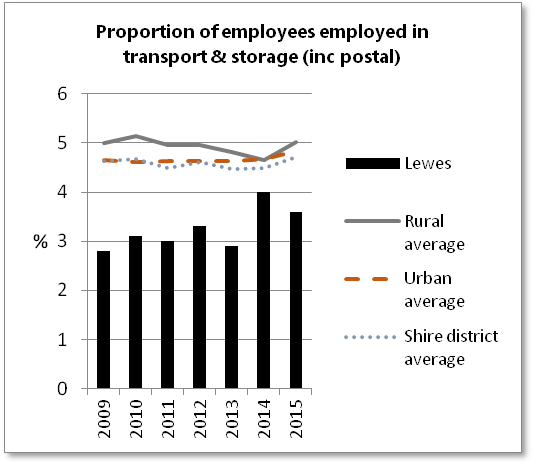 Proportion of employees employed in
transport & storage (inc postal)
6
5
4
3
2
1
0
%
2009
2010
2011
2012
2013
2014
2015
Lewes
Rural
average
Urban
average
Shire district
average